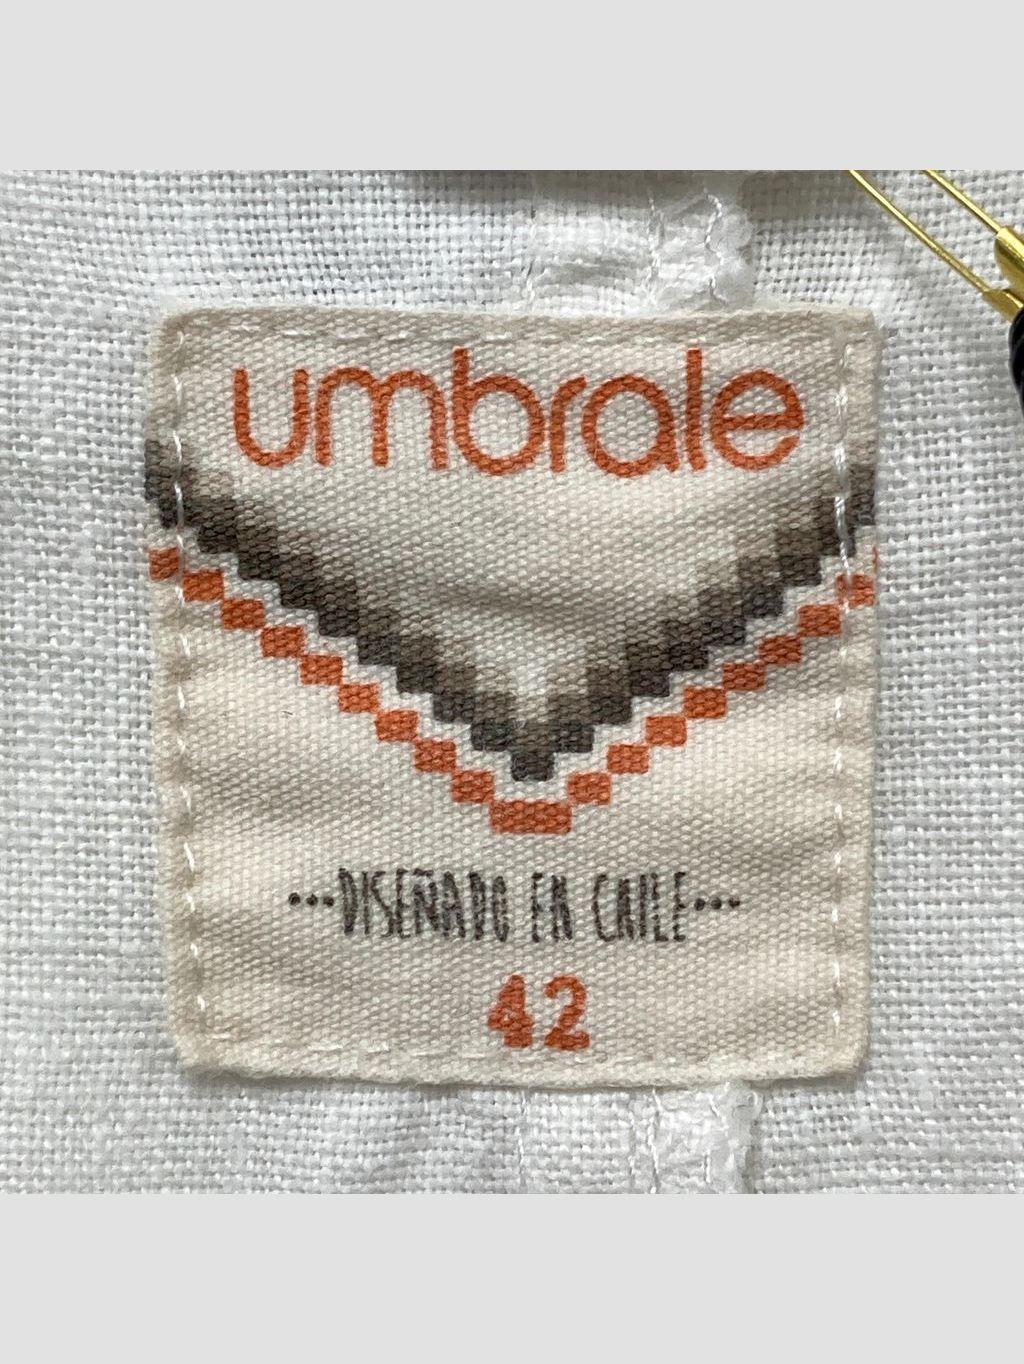 umbrale
...DISEÑADO EN CHILE...
42